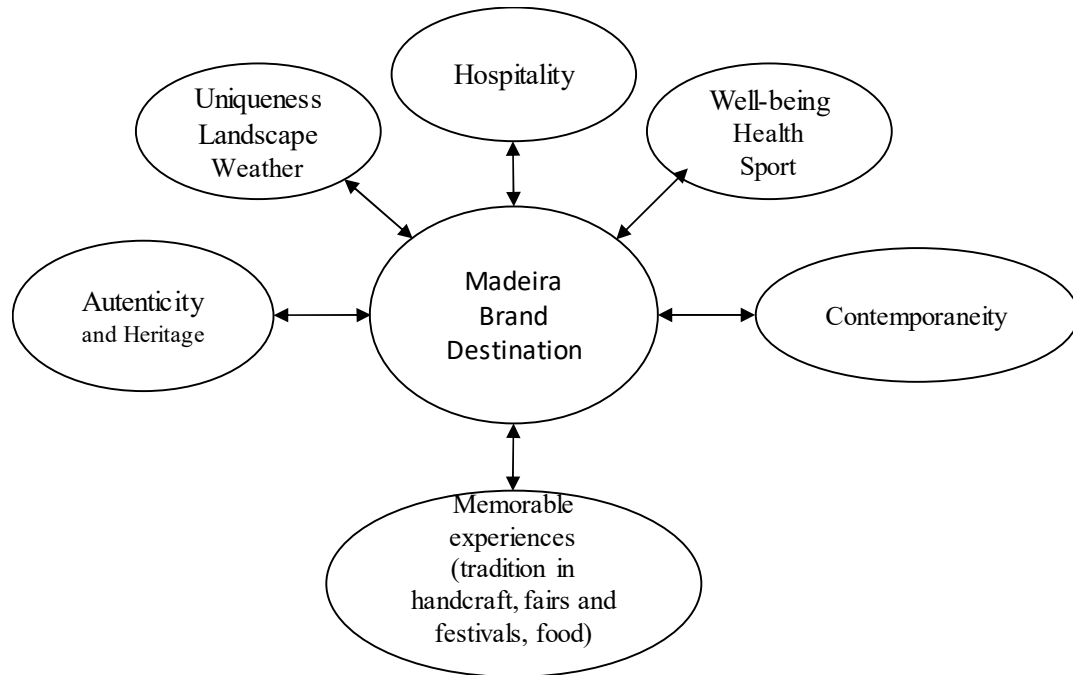 Hospitality
Uniqueness
Landscape
Weather
Well-being
Health
Sport
Autenticity
and Heritage
Madeira
Brand
Destination
Contemporaneity
Memorable
experiences
(tradition in
handcraft, fairs and
festivals, food)